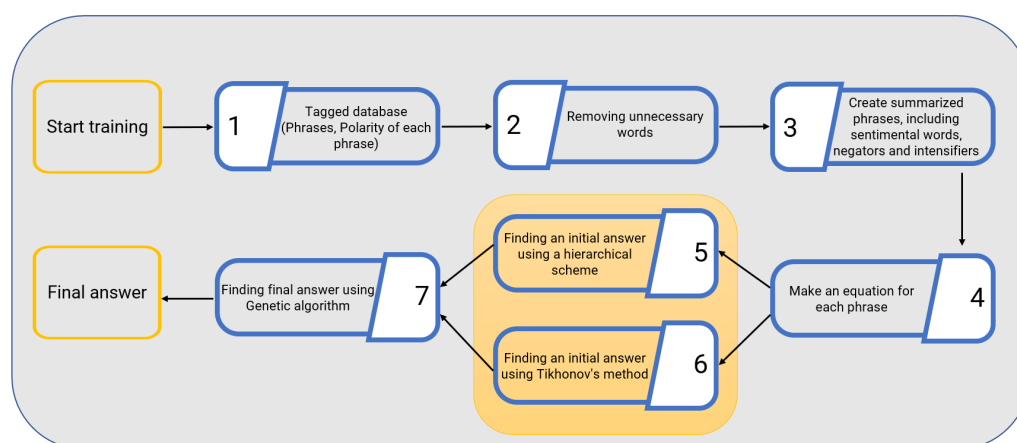 Start training
1
Tagged database
(Phrases, Polarity of each
phrase)
2
Removing unnecessary
words
3
Create summarized
phrases, including
sentimental words,
negators and intensifiers
4
Make an equation for
each phrase
5
Finding an initial answer
using a hierarchical
scheme
6
Finding an initial answer
using Tikhonov's method
7
Finding final answer using
Genetic algorithm
Final answer